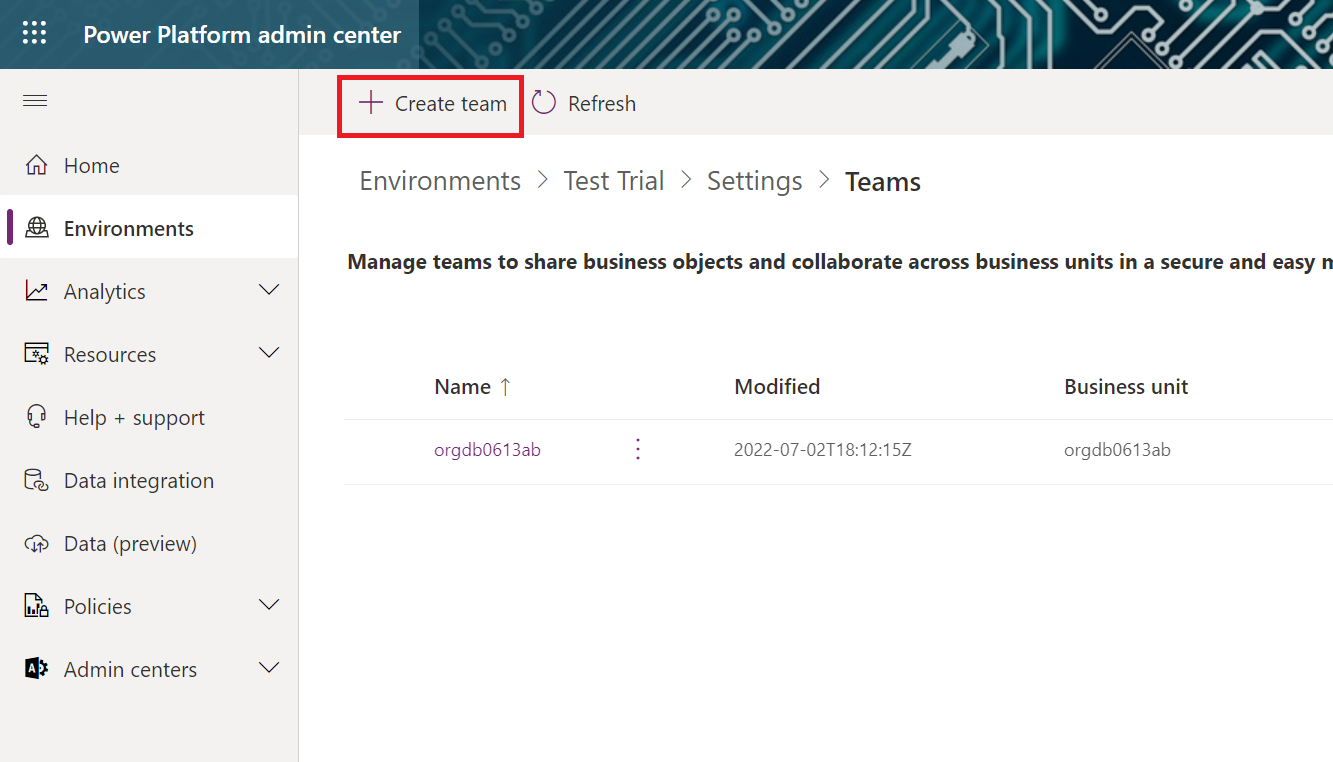 Power Platform admin center
Create team
Refresh
Home
Environments
Analytics
Resources
Help + support
Data integration
Data (preview)
Policies
Admin centers
Environments > Test Trial > Settings > Teams
Manage teams to share business objects and collaborate across business units in a secure and easy
Name ↑ Modified Business unit
orgdb0613ab 2022-07-02T18:12:15Z orgdb0613ab